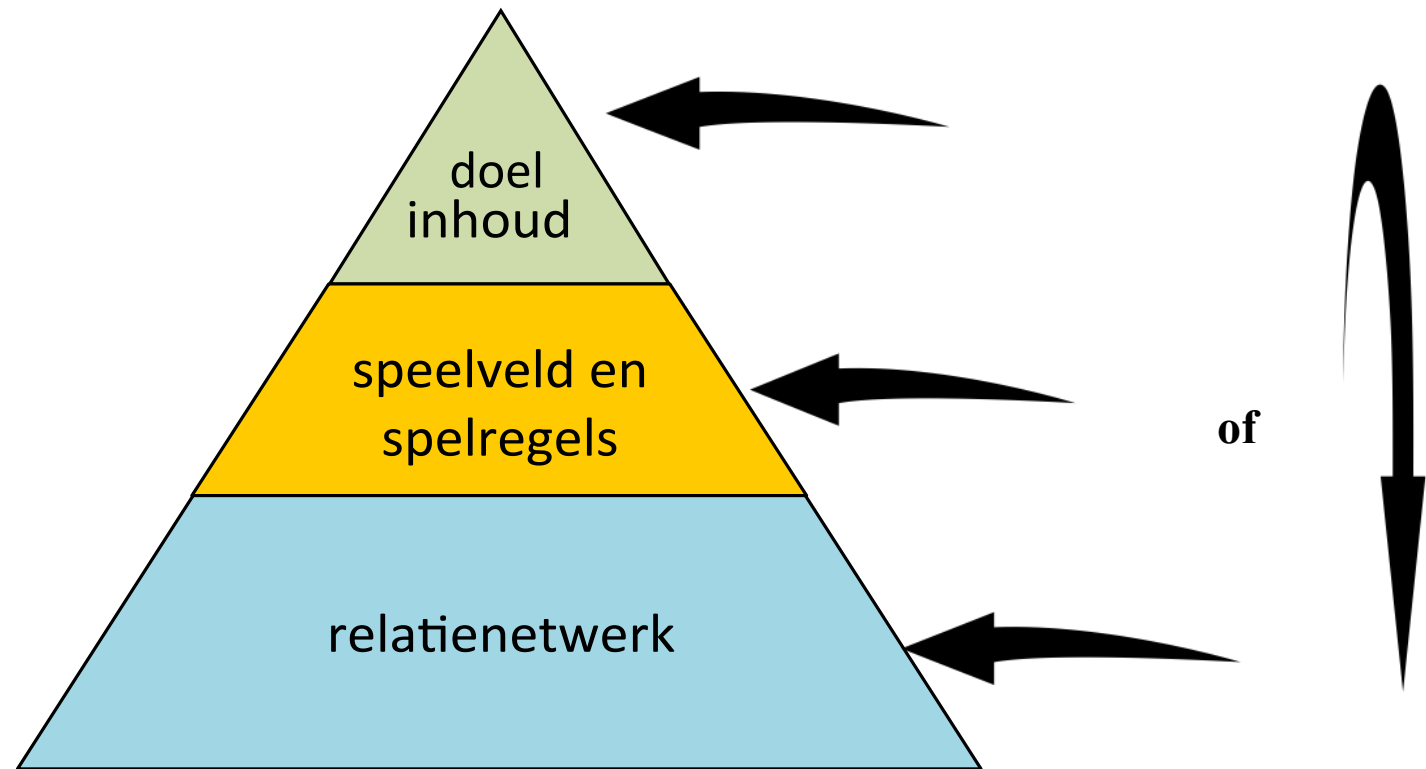 doel
inhoud
speelveld en
spelregels
of
relatienetwerk